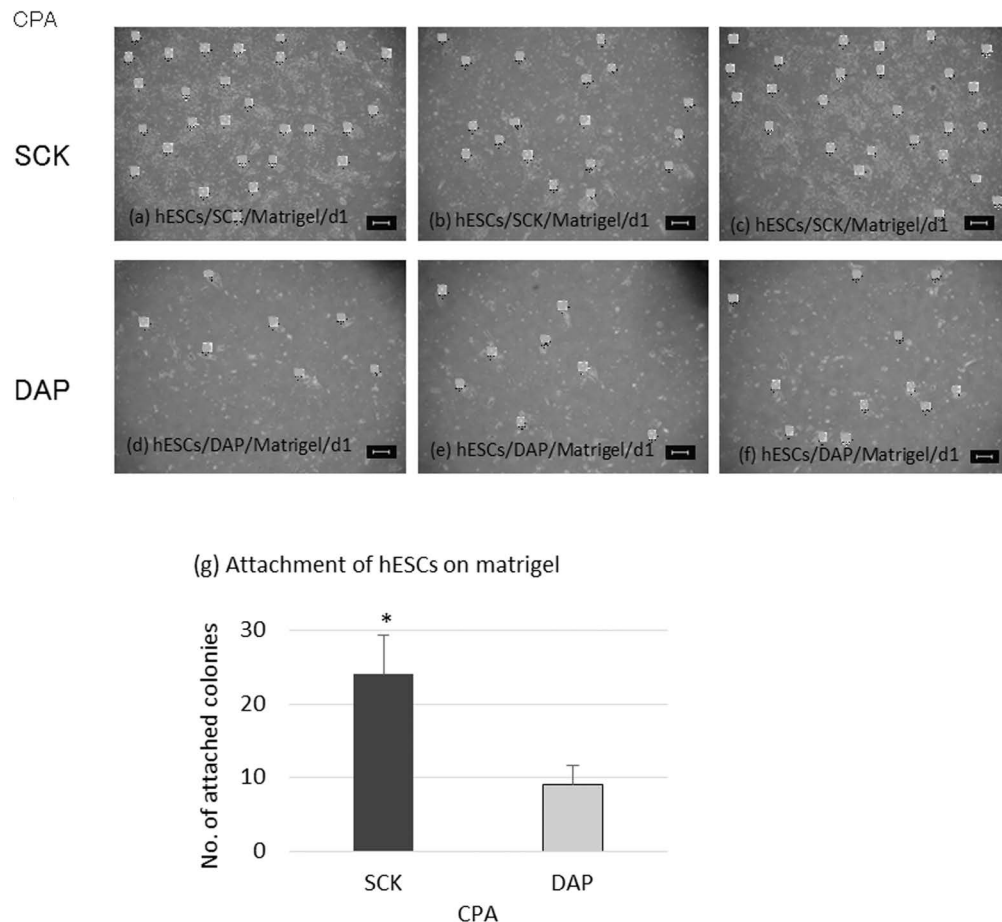 CPA
SCK
(a) hESCs/SCK/Matrigel/d1
(b) hESCs/SCK/Matrigel/d1
(c) hESCs/SCK/Matrigel/d1
DAP
(d) hESCs/DAP/Matrigel/d1
(e) hESCs/DAP/Matrigel/d1
(f) hESCs/DAP/Matrigel/d1
(g) Attachment of hESCs on matrigel
No. of attached colonies
30
20
10
0
*
SCK
DAP
CPA